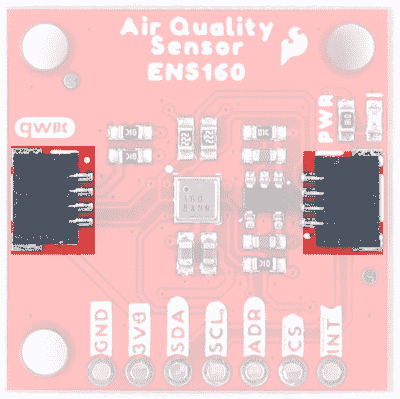 Air Quality
Sensor
ENS160
qwiic
PWR
GND
3V3
SDA
SCL
ADR
CS
INT